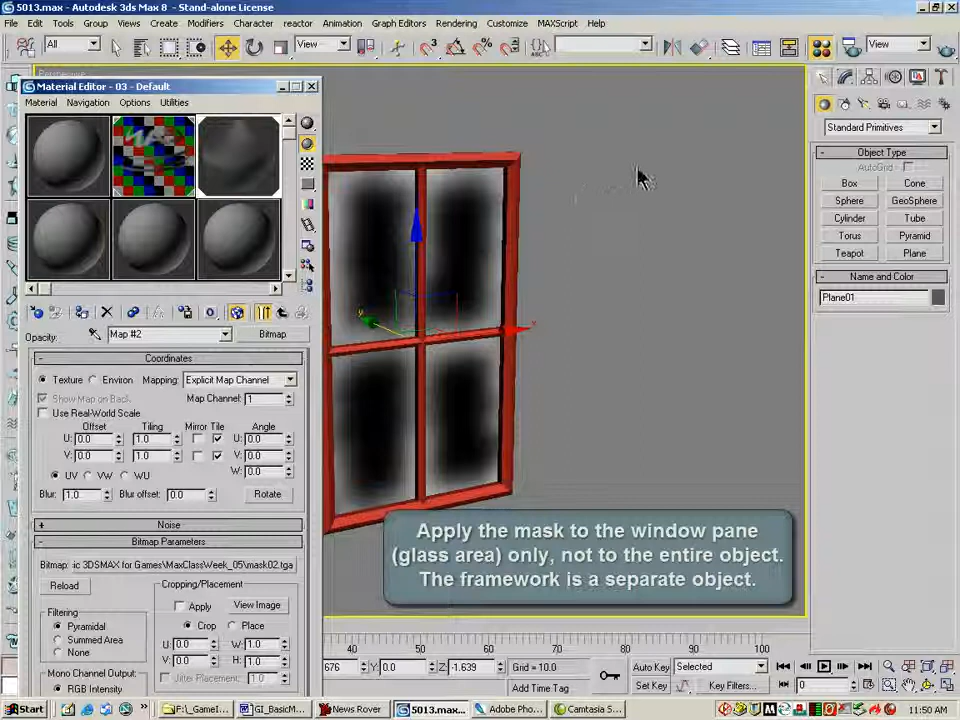 5013.max - Autodesk 3ds Max 8 - Stand-alone License
File Edit Tools Group Views Create Modifiers Character reactor Animation Graph Editors Rendering Customize MAXScript Help
All
View
View
Perspective
Material Editor - 03 - Default
Material Navigation Options Utilities
Standard Primitives
- Object Type
AutoGrid
Box Cone
Sphere GeoSphere
Cylinder Tube
Torus Pyramid
Teapot Plane
- Name and Color
Plane01
Opacity: Map #2 Bitmap
- Coordinates
Texture Environ Mapping: Explicit Map Channel
Show Map on Back Map Channel: 1
Use Real-World Scale
Offset Tiling Mirror Tile Angle
U: 0.0 1.0 U: 0.0
V: 0.0 1.0 V: 0.0
UV VW WU W: 0.0
Blur: 1.0 Blur offset: 0.0 Rotate
+ Noise
- Bitmap Parameters
Bitmap: ic 3DSMAX for Games\MaxClassWeek_05\mask02.tga
Reload
Cropping/Placement
Apply View Image
Filtering
Pyramidal
Summed Area
None
Crop Place
U: 0.0 W: 1.0
V: 0.0 H: 1.0
Jitter Placement: 1.0
Mono Channel Output:
RGB Intensity
Apply the mask to the window pane
(glass area) only, not to the entire object.
The framework is a separate object.
40 50 60 70 80 90 100
676 Y: 0.0 Z: -1.639 Grid = 10.0
Add Time Tag
Auto Key Selected
Set Key Key Filters...
0
Start F:\_GameI... GI_BasicM... News Rover 5013.max... Adobe Pho... Camtasia S... 11:50 AM